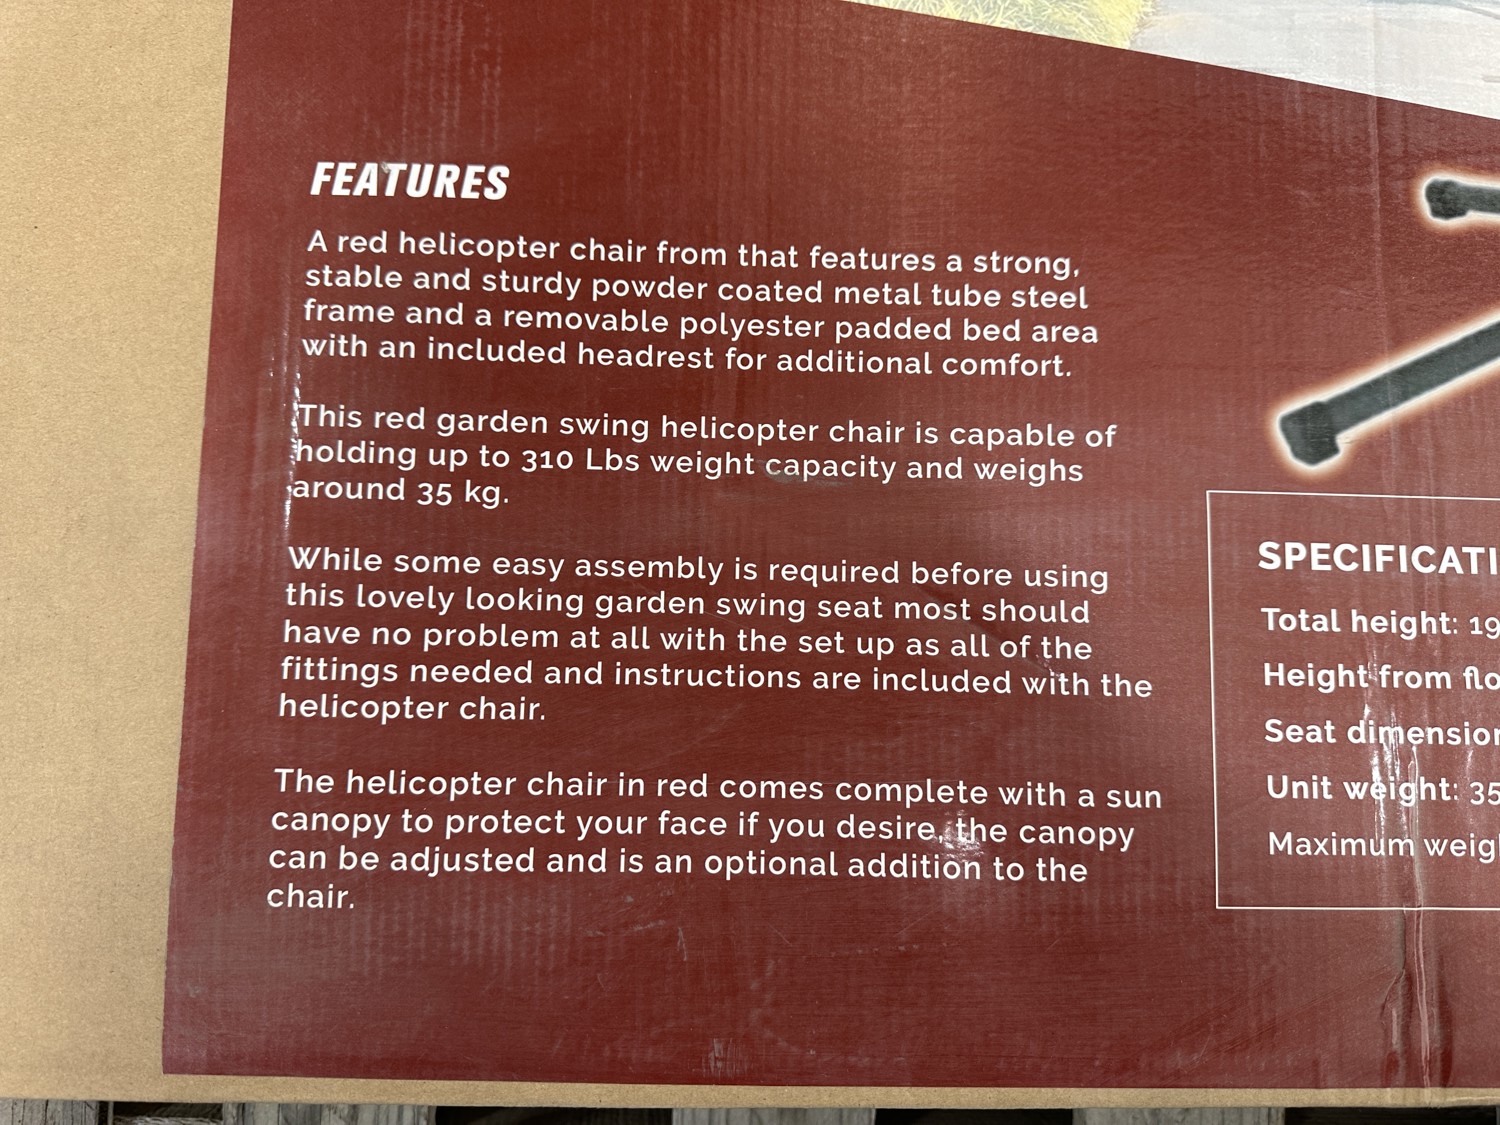 FEATURES
A red helicopter chair from that features a strong,
stable and sturdy powder coated metal tube steel
frame and a removable polyester padded bed area
with an included headrest for additional comfort.
This red garden swing helicopter chair is capable of
holding up to 310 Lbs weight capacity and weighs
around 35 kg.
While some easy assembly is required before using
this lovely looking garden swing seat most should
have no problem at all with the set up as all of the
fittings needed and instructions are included with the
helicopter chair.
The helicopter chair in red comes complete with a sun
canopy to protect your face if you desire, the canopy
can be adjusted and is an optional addition to the
chair.
SPECIFICATI
Total height: 19
Height from flo
Seat dimension
Unit weight: 35
Maximum weig